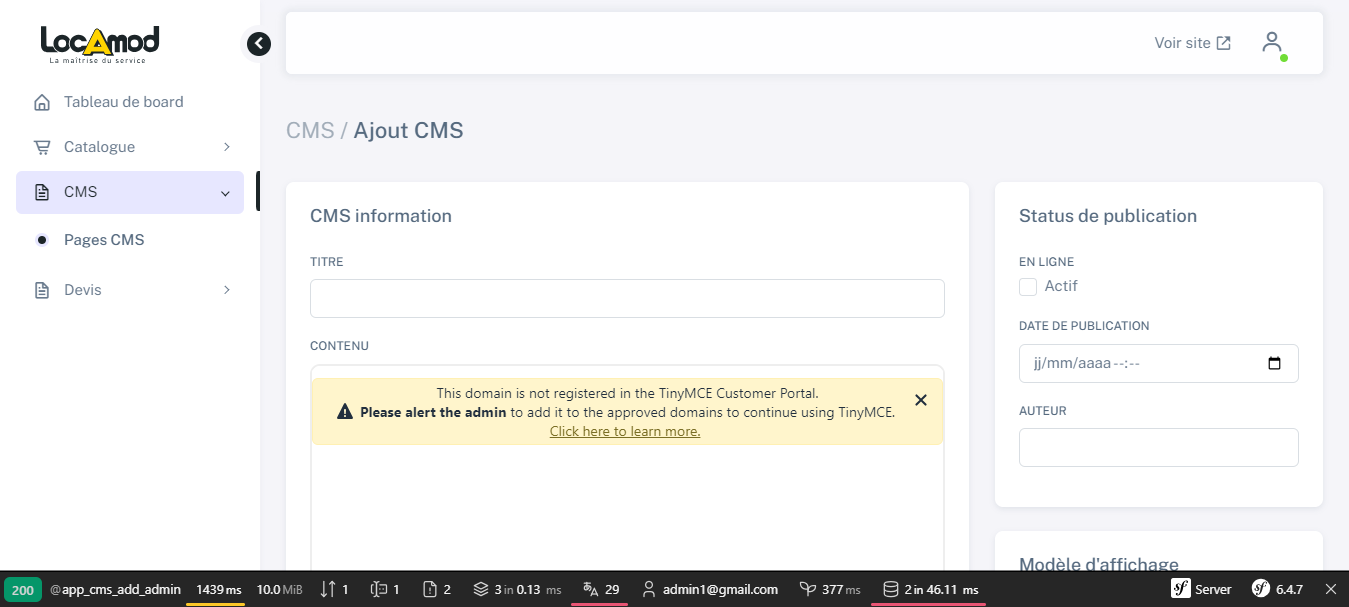 LocAmod
La maîtrise du service
Voir site
Tableau de board
Catalogue
CMS
Pages CMS
Devis
CMS / Ajout CMS
CMS information
TITRE
CONTENU
This domain is not registered in the TinyMCE Customer Portal.
Please alert the admin to add it to the approved domains to continue using TinyMCE.
Click here to learn more.
Status de publication
EN LIGNE
Actif
DATE DE PUBLICATION
jj/mm/aaaa --:--
AUTEUR
Modèle d'affichage
200 @app_cms_add_admin 1439 ms 10.0 MiB 1 1 2 3 in 0.13 ms 29 admin1@gmail.com 377 ms 2 in 46.11 ms sf Server sf 6.4.7